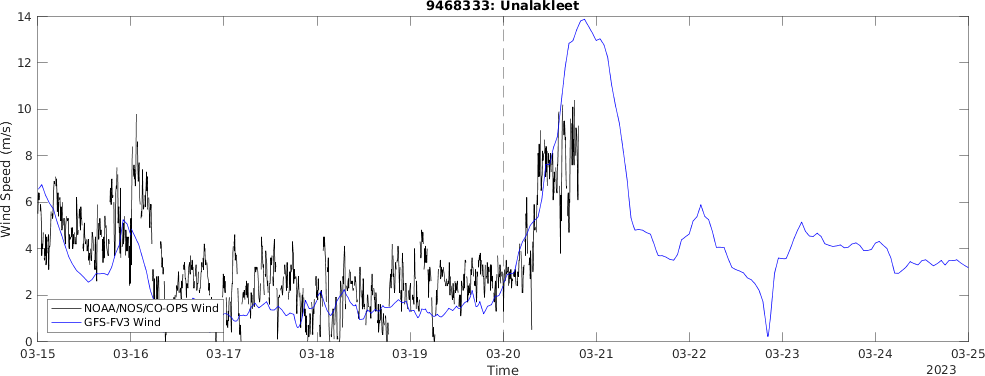 9468333: Unalakleet
14
12
10
8
6
4
2
0
Wind Speed (m/s)
NOAA/NOS/CO-OPS Wind
GFS-FV3 Wind
03-15 03-16 03-17 03-18 03-19 03-20 03-21 03-22 03-23 03-24 03-25
Time
2023